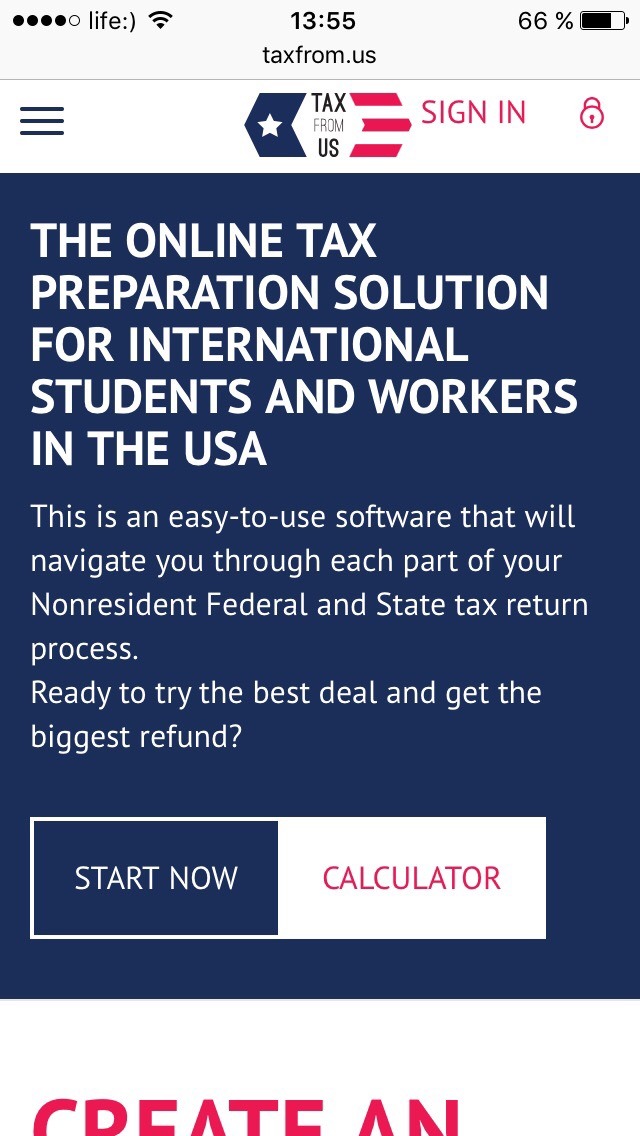 life:) 13:55 66 %
taxfrom.us
TAX
FROM
US
SIGN IN
THE ONLINE TAX
PREPARATION SOLUTION
FOR INTERNATIONAL
STUDENTS AND WORKERS
IN THE USA
This is an easy-to-use software that will
navigate you through each part of your
Nonresident Federal and State tax return
process.
Ready to try the best deal and get the
biggest refund?
START NOW CALCULATOR
CREATE AN